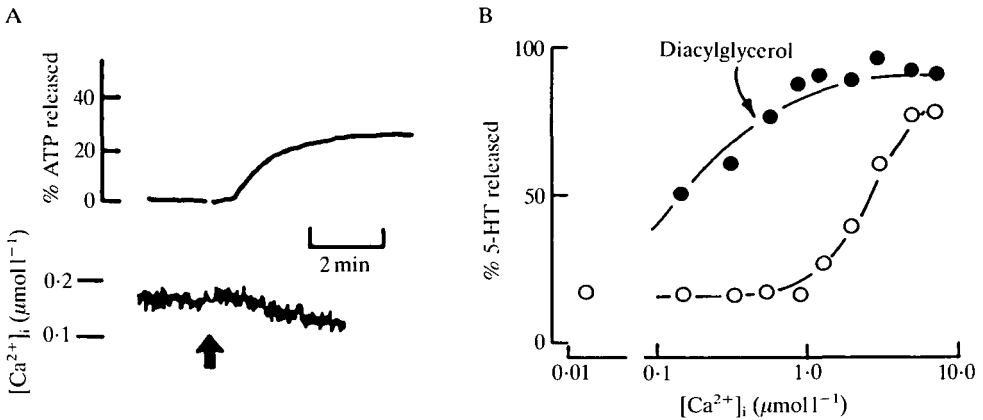 A
% ATP released
40
20
0
2 min
[Ca²⁺]ᵢ (μmol l⁻¹)
0·2
0·1
B
% 5-HT released
100
50
0
Diacylglycerol
0.01
0·1
1·0
10·0
[Ca²⁺]ᵢ (μmol l⁻¹)